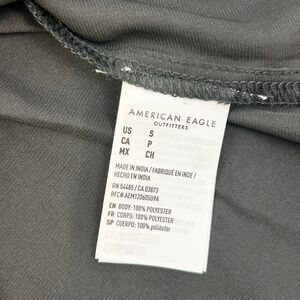 AMERICAN EAGLE
OUTFITTERS
US S
CA P
MX CH
MADE IN INDIA / FABRIQUÉ EN INDE /
HECHO EN INDIA
RN 54485 / CA 03873
RFC# AEM12060509A
EN BODY: 100% POLYESTER
FR CORPS: 100% POLYESTER
SP CUERPO: 100% poliéster